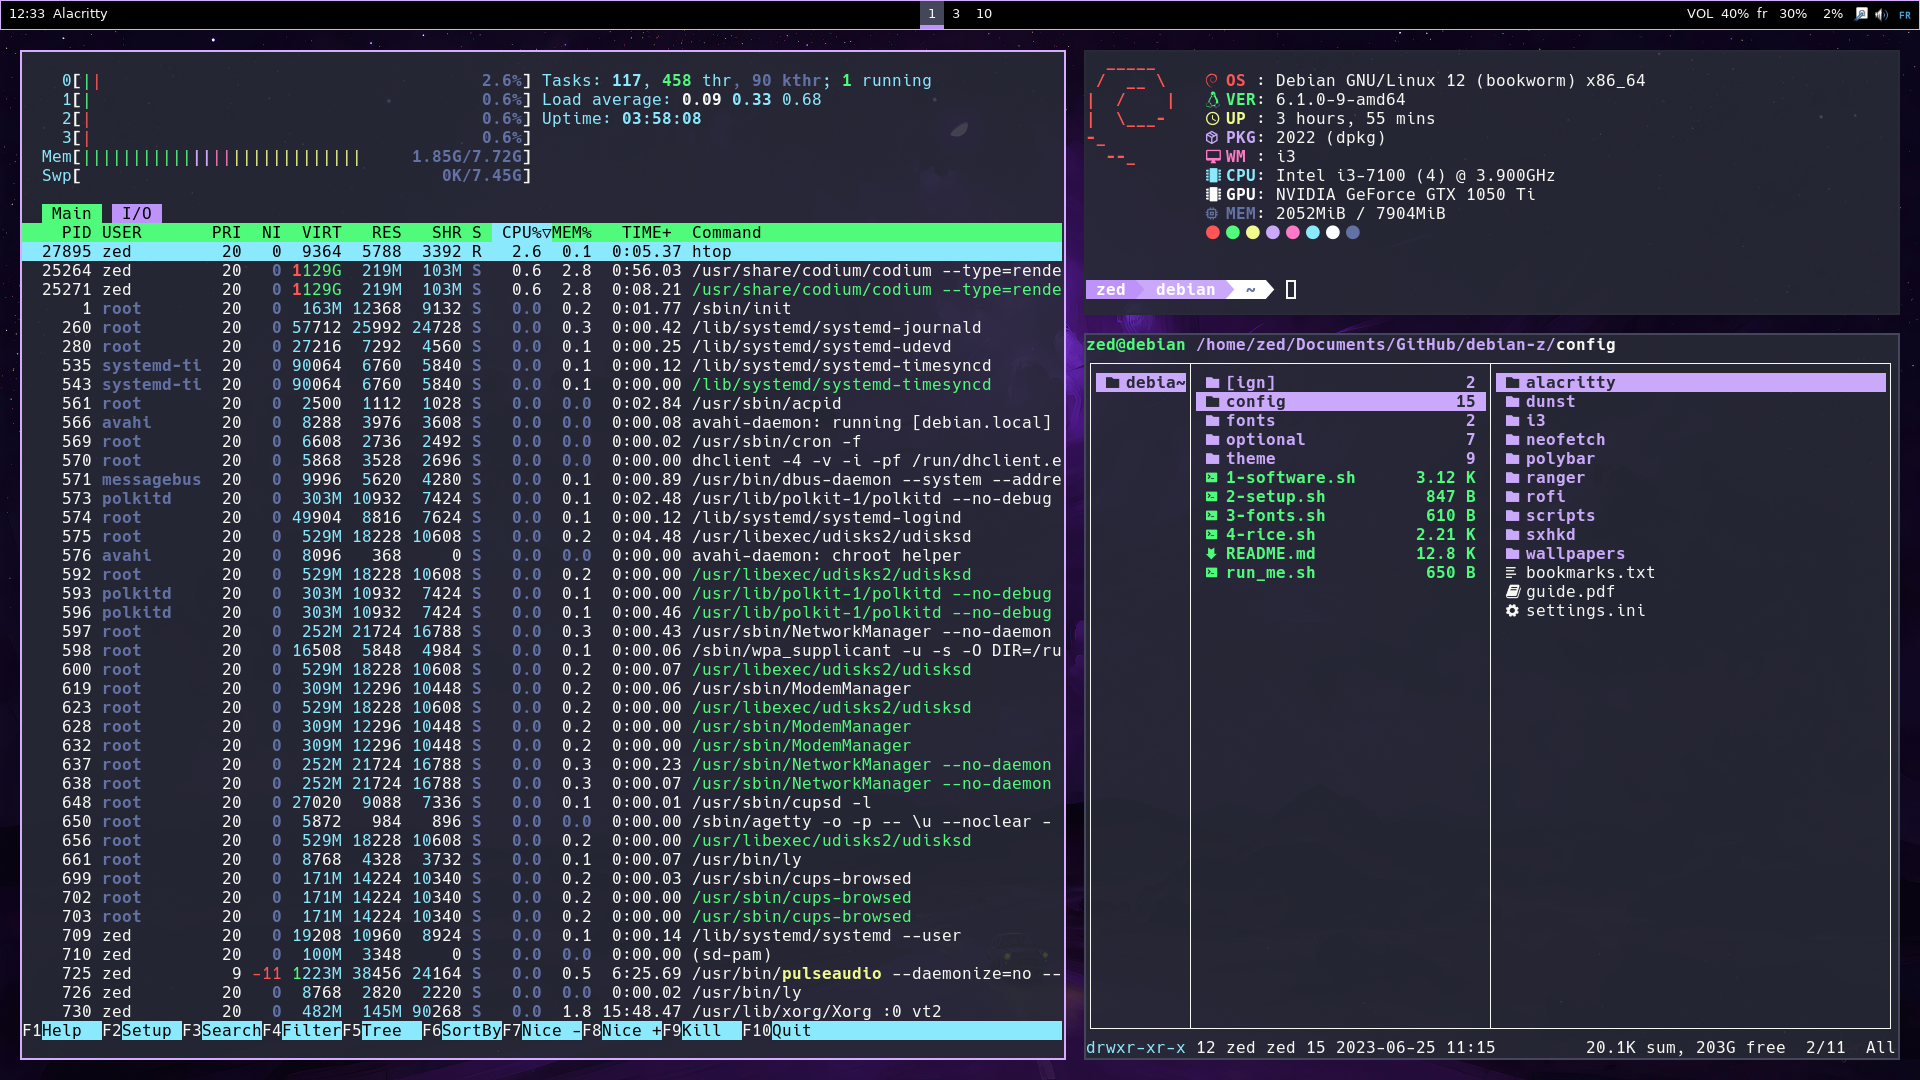 12:33 Alacritty
1 3 10
VOL 40% fr 30% 2% FR
0[|| 2.6%] Tasks: 117, 458 thr, 90 kthr; 1 running
1[| 0.6%] Load average: 0.09 0.33 0.68
2[| 0.6%] Uptime: 03:58:08
3[| 0.6%]
Mem[|||||||||||||||||||||||||||| 1.85G/7.72G]
Swp[ 0K/7.45G]
Main I/O
PID USER PRI NI VIRT RES SHR S CPU%▽MEM% TIME+ Command
27895 zed 20 0 9364 5788 3392 R 2.6 0.1 0:05.37 htop
25264 zed 20 0 1129G 219M 103M S 0.6 2.8 0:56.03 /usr/share/codium/codium --type=rende
25271 zed 20 0 1129G 219M 103M S 0.6 2.8 0:08.21 /usr/share/codium/codium --type=rende
1 root 20 0 163M 12368 9132 S 0.0 0.2 0:01.77 /sbin/init
260 root 20 0 57712 25992 24728 S 0.0 0.3 0:00.42 /lib/systemd/systemd-journald
280 root 20 0 27216 7292 4560 S 0.0 0.1 0:00.25 /lib/systemd/systemd-udevd
535 systemd-ti 20 0 90064 6760 5840 S 0.0 0.1 0:00.12 /lib/systemd/systemd-timesyncd
543 systemd-ti 20 0 90064 6760 5840 S 0.0 0.1 0:00.00 /lib/systemd/systemd-timesyncd
561 root 20 0 2500 1112 1028 S 0.0 0.0 0:02.84 /usr/sbin/acpid
566 avahi 20 0 8288 3976 3608 S 0.0 0.0 0:00.08 avahi-daemon: running [debian.local]
569 root 20 0 6608 2736 2492 S 0.0 0.0 0:00.02 /usr/sbin/cron -f
570 root 20 0 5868 3528 2696 S 0.0 0.0 0:00.00 dhclient -4 -v -i -pf /run/dhclient.e
571 messagebus 20 0 9996 5620 4280 S 0.0 0.1 0:00.89 /usr/bin/dbus-daemon --system --addre
573 polkitd 20 0 303M 10932 7424 S 0.0 0.1 0:02.48 /usr/lib/polkit-1/polkitd --no-debug
574 root 20 0 49904 8816 7624 S 0.0 0.1 0:00.12 /lib/systemd/systemd-logind
575 root 20 0 529M 18228 10608 S 0.0 0.2 0:04.48 /usr/libexec/udisks2/udisksd
576 avahi 20 0 8096 368 0 S 0.0 0.0 0:00.00 avahi-daemon: chroot helper
592 root 20 0 529M 18228 10608 S 0.0 0.2 0:00.00 /usr/libexec/udisks2/udisksd
593 polkitd 20 0 303M 10932 7424 S 0.0 0.1 0:00.00 /usr/lib/polkit-1/polkitd --no-debug
596 polkitd 20 0 303M 10932 7424 S 0.0 0.1 0:00.46 /usr/lib/polkit-1/polkitd --no-debug
597 root 20 0 252M 21724 16788 S 0.0 0.3 0:00.43 /usr/sbin/NetworkManager --no-daemon
598 root 20 0 16508 5848 4984 S 0.0 0.1 0:00.06 /sbin/wpa_supplicant -u -s -O DIR=/ru
600 root 20 0 529M 18228 10608 S 0.0 0.2 0:00.07 /usr/libexec/udisks2/udisksd
619 root 20 0 309M 12296 10448 S 0.0 0.2 0:00.06 /usr/sbin/ModemManager
623 root 20 0 529M 18228 10608 S 0.0 0.2 0:00.00 /usr/libexec/udisks2/udisksd
628 root 20 0 309M 12296 10448 S 0.0 0.2 0:00.00 /usr/sbin/ModemManager
632 root 20 0 309M 12296 10448 S 0.0 0.2 0:00.00 /usr/sbin/ModemManager
637 root 20 0 252M 21724 16788 S 0.0 0.3 0:00.23 /usr/sbin/NetworkManager --no-daemon
638 root 20 0 252M 21724 16788 S 0.0 0.3 0:00.07 /usr/sbin/NetworkManager --no-daemon
648 root 20 0 27020 9088 7336 S 0.0 0.1 0:00.01 /usr/sbin/cupsd -l
650 root 20 0 5872 984 896 S 0.0 0.0 0:00.00 /sbin/agetty -o -p -- \u --noclear -
656 root 20 0 529M 18228 10608 S 0.0 0.2 0:00.00 /usr/libexec/udisks2/udisksd
661 root 20 0 8768 4328 3732 S 0.0 0.1 0:00.07 /usr/bin/ly
699 root 20 0 171M 14224 10340 S 0.0 0.2 0:00.03 /usr/sbin/cups-browsed
702 root 20 0 171M 14224 10340 S 0.0 0.2 0:00.00 /usr/sbin/cups-browsed
703 root 20 0 171M 14224 10340 S 0.0 0.2 0:00.00 /usr/sbin/cups-browsed
709 zed 20 0 19208 10960 8924 S 0.0 0.1 0:00.14 /lib/systemd/systemd --user
710 zed 20 0 100M 3348 0 S 0.0 0.0 0:00.00 (sd-pam)
725 zed 9 -11 1223M 38456 24164 S 0.0 0.5 6:25.69 /usr/bin/pulseaudio --daemonize=no --
726 zed 20 0 8768 2820 2220 S 0.0 0.0 0:00.02 /usr/bin/ly
730 zed 20 0 482M 145M 90268 S 0.0 1.8 15:48.47 /usr/lib/xorg/Xorg :0 vt2
F1Help F2Setup F3SearchF4FilterF5Tree F6SortByF7Nice -F8Nice +F9Kill F10Quit
OS : Debian GNU/Linux 12 (bookworm) x86_64
VER: 6.1.0-9-amd64
UP : 3 hours, 55 mins
PKG: 2022 (dpkg)
WM : i3
CPU: Intel i3-7100 (4) @ 3.900GHz
GPU: NVIDIA GeForce GTX 1050 Ti
MEM: 2052MiB / 7904MiB
zed debian ~
zed@debian /home/zed/Documents/GitHub/debian-z/config
debia~
[ign] 2
config 15
fonts 2
optional 7
theme 9
1-software.sh 3.12 K
2-setup.sh 847 B
3-fonts.sh 610 B
4-rice.sh 2.21 K
README.md 12.8 K
run_me.sh 650 B
alacritty
dunst
i3
neofetch
polybar
ranger
rofi
scripts
sxhkd
wallpapers
bookmarks.txt
guide.pdf
settings.ini
drwxr-xr-x 12 zed zed 15 2023-06-25 11:15 20.1K sum, 203G free 2/11 All